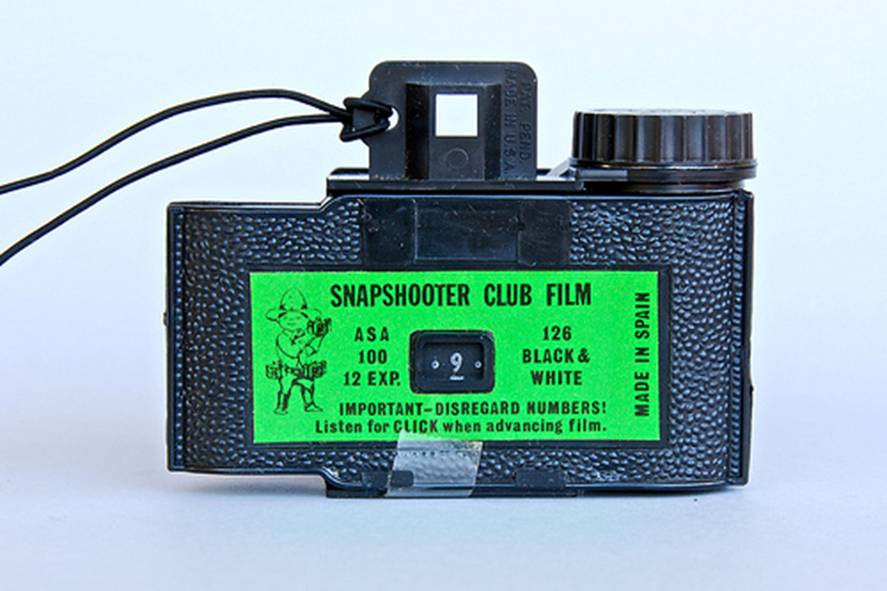 PAT. PEND.
MADE IN U.S.A.
SNAPSHOOTER CLUB FILM
ASA
100
12 EXP.
9
126
BLACK &
WHITE
MADE IN SPAIN
IMPORTANT–DISREGARD NUMBERS!
Listen for CLICK when advancing film.